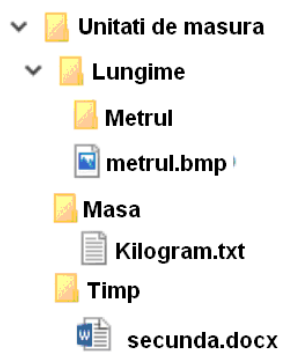 Unitati de masura
Lungime
Metrul
metrul.bmp
Masa
Kilogram.txt
Timp
secunda.docx